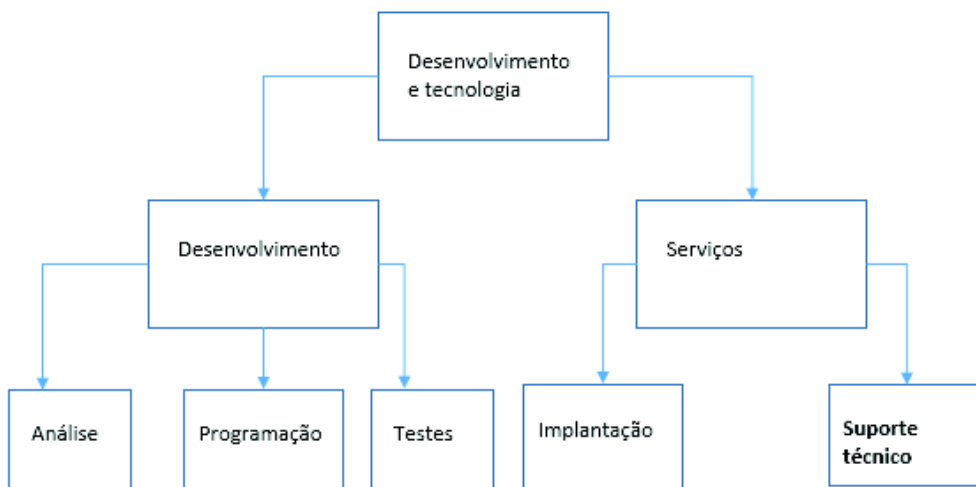 Desenvolvimento
e tecnologia
Desenvolvimento
Serviços
Análise
Programação
Testes
Implantação
Suporte
técnico